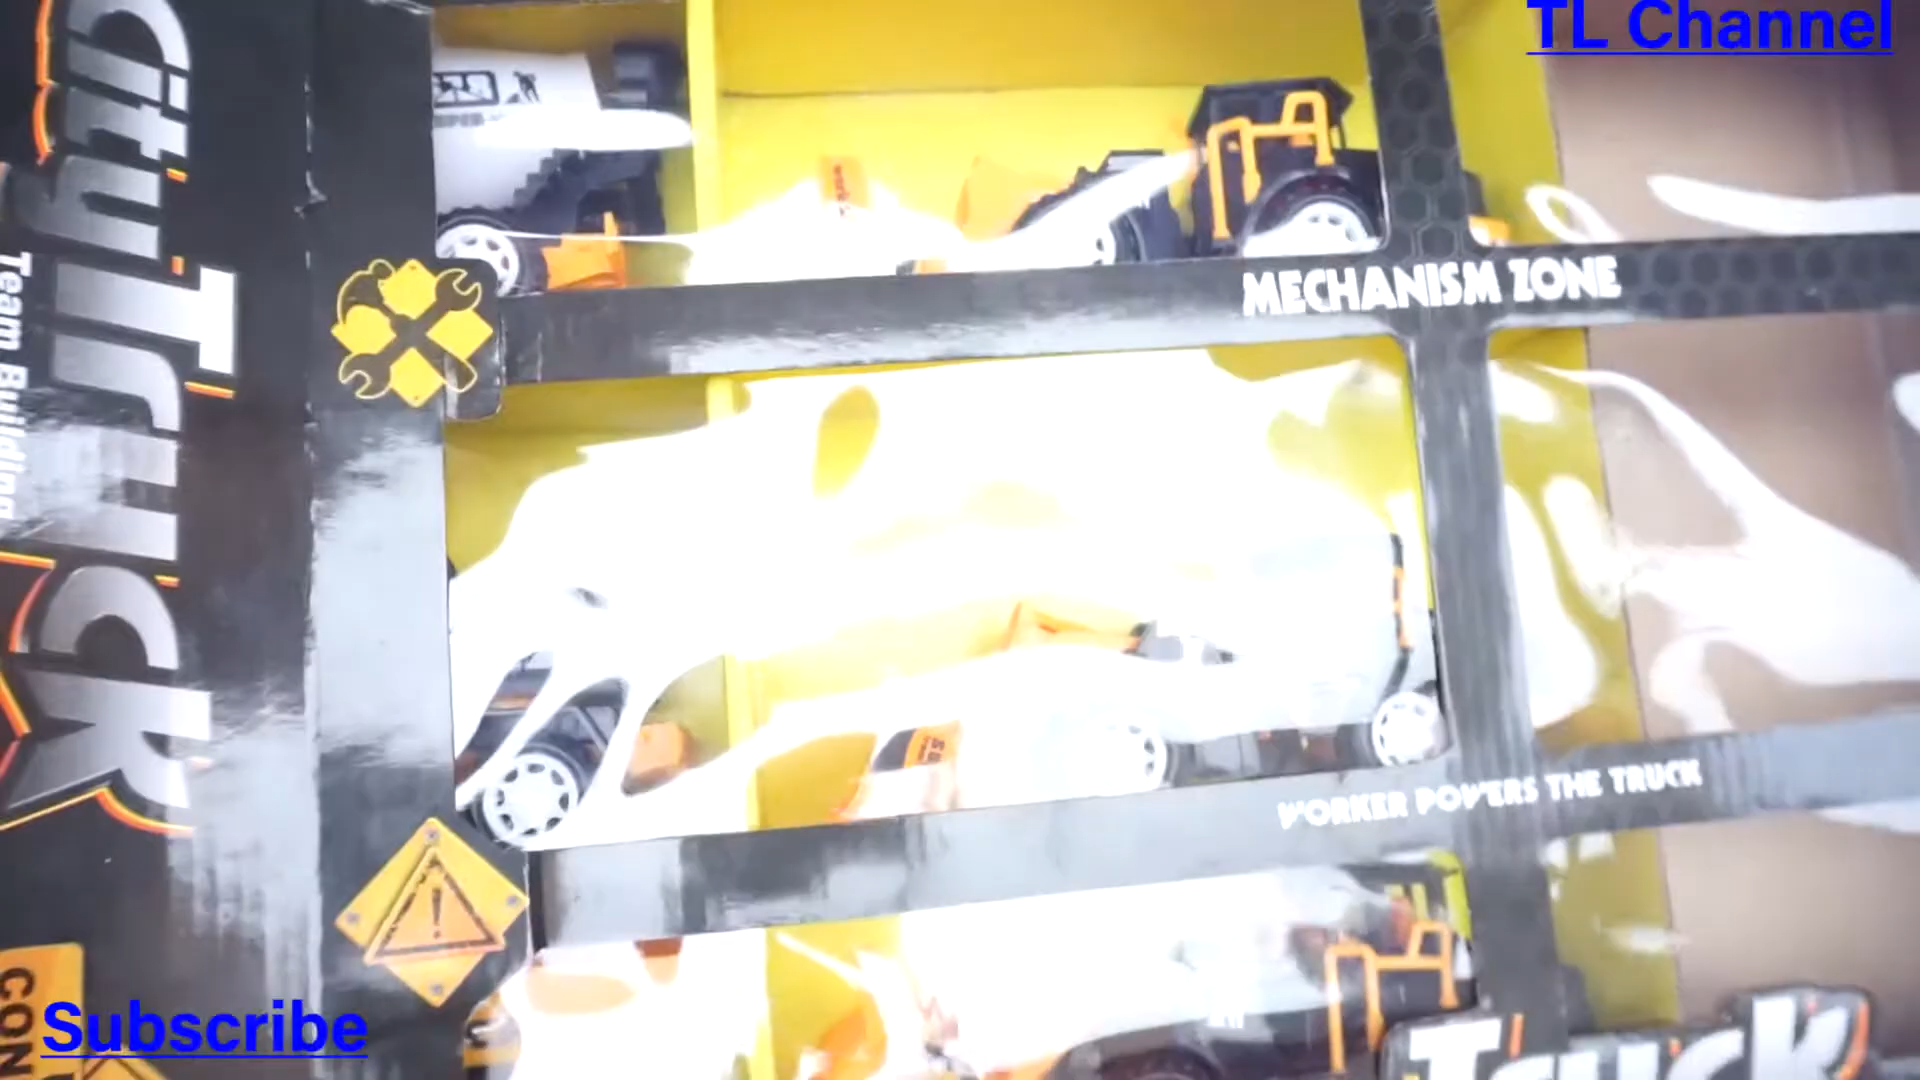 TL Channel
City Truck
Team Building
MECHANISM ZONE
WORKER POWERS THE TRUCK
Truck
Subscribe